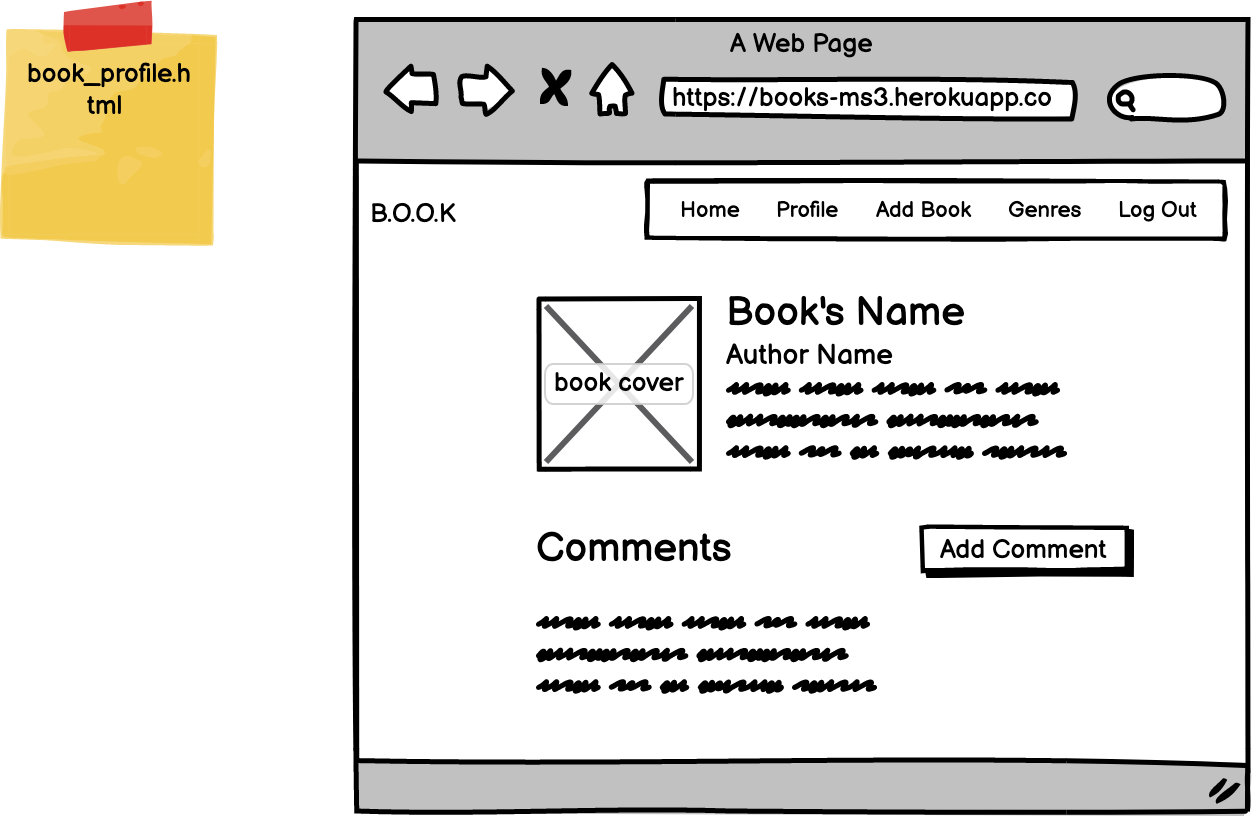 book_profile.h
tml
A Web Page
https://books-ms3.herokuapp.co
B.O.O.K
Home Profile Add Book Genres Log Out
book cover
Book's Name
Author Name
Comments
Add Comment